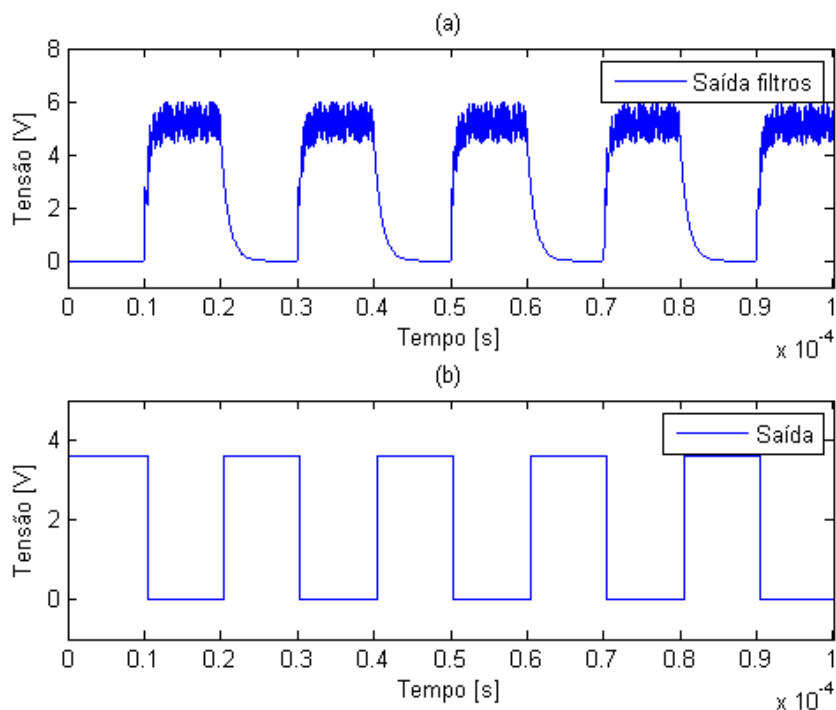 (a)
8
6
4
2
0
Tensão [V]
Saída filtros
0 0.1 0.2 0.3 0.4 0.5 0.6 0.7 0.8 0.9 1
Tempo [s]
x 10⁻⁴
(b)
4
2
0
Tensão [V]
Saída
0 0.1 0.2 0.3 0.4 0.5 0.6 0.7 0.8 0.9 1
Tempo [s]
x 10⁻⁴